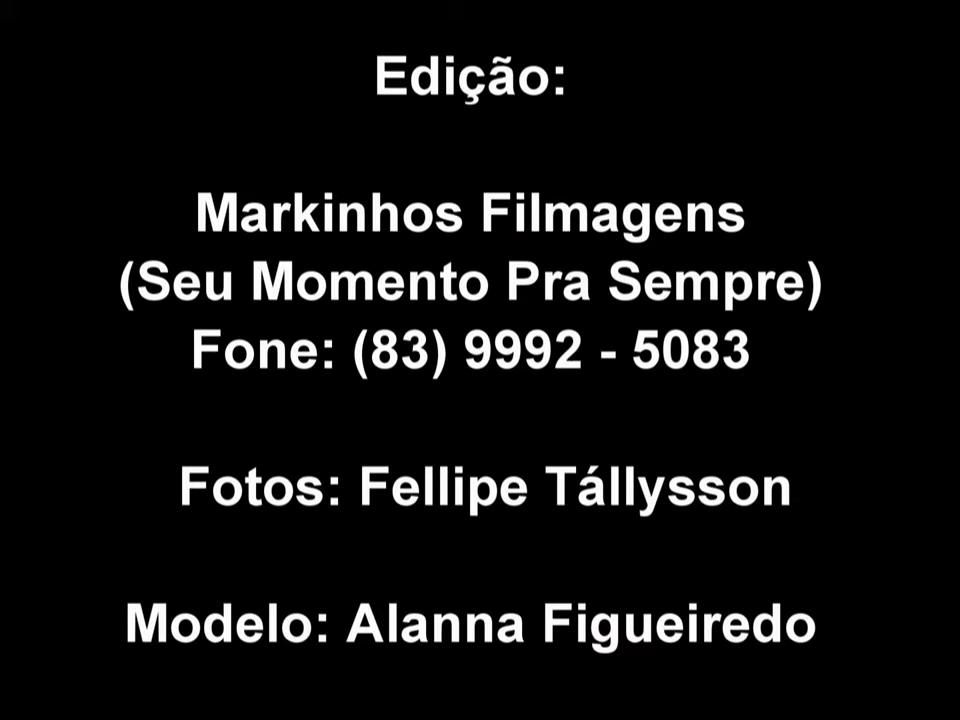 Edição:
Markinhos Filmagens
(Seu Momento Pra Sempre)
Fone: (83) 9992 - 5083
Fotos: Fellipe Tállysson
Modelo: Alanna Figueiredo